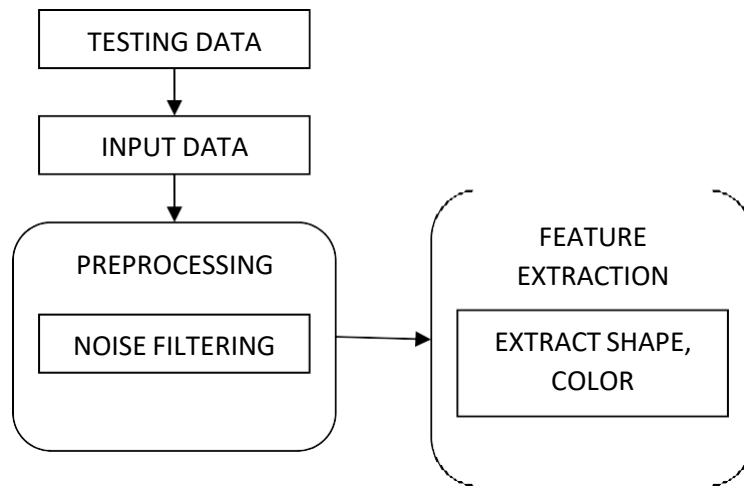 TESTING DATA
INPUT DATA
PREPROCESSING
NOISE FILTERING
FEATURE
EXTRACTION
EXTRACT SHAPE,
COLOR